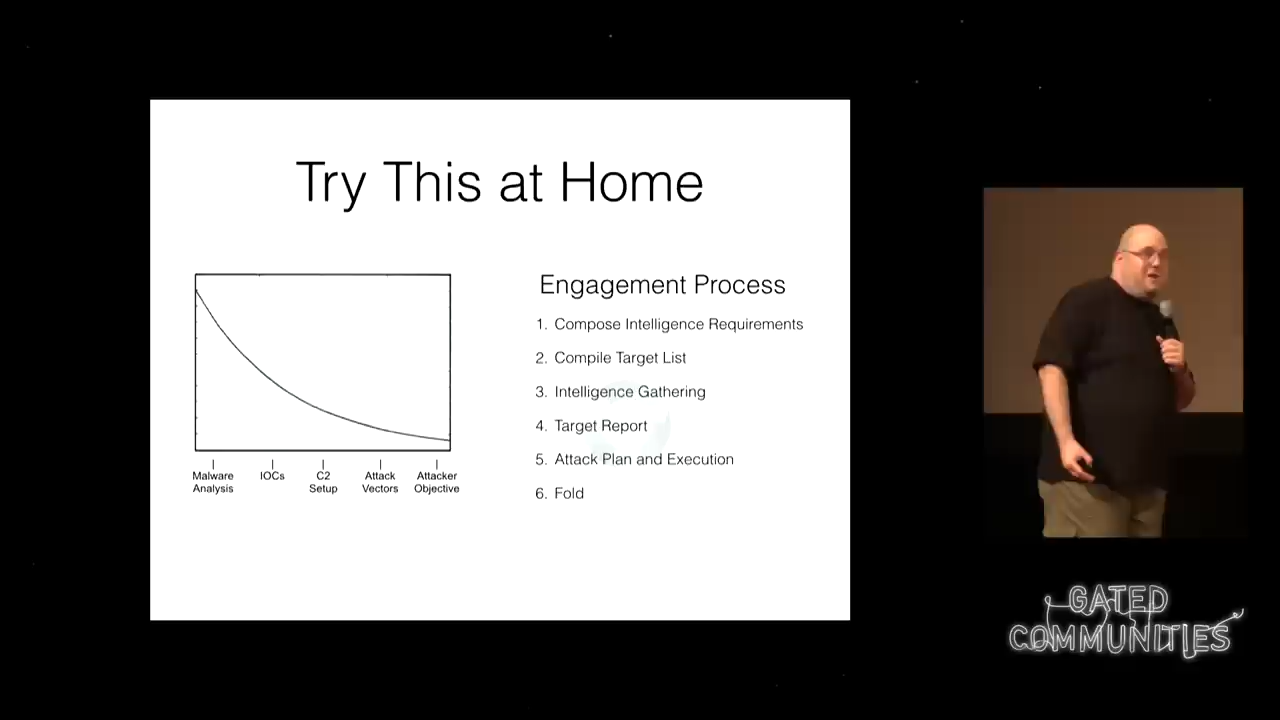 Try This at Home
Engagement Process
1. Compose Intelligence Requirements
2. Compile Target List
3. Intelligence Gathering
4. Target Report
5. Attack Plan and Execution
6. Fold
Malware Analysis
IOCs
C2 Setup
Attack Vectors
Attacker Objective
GATED
COMMUNITIES